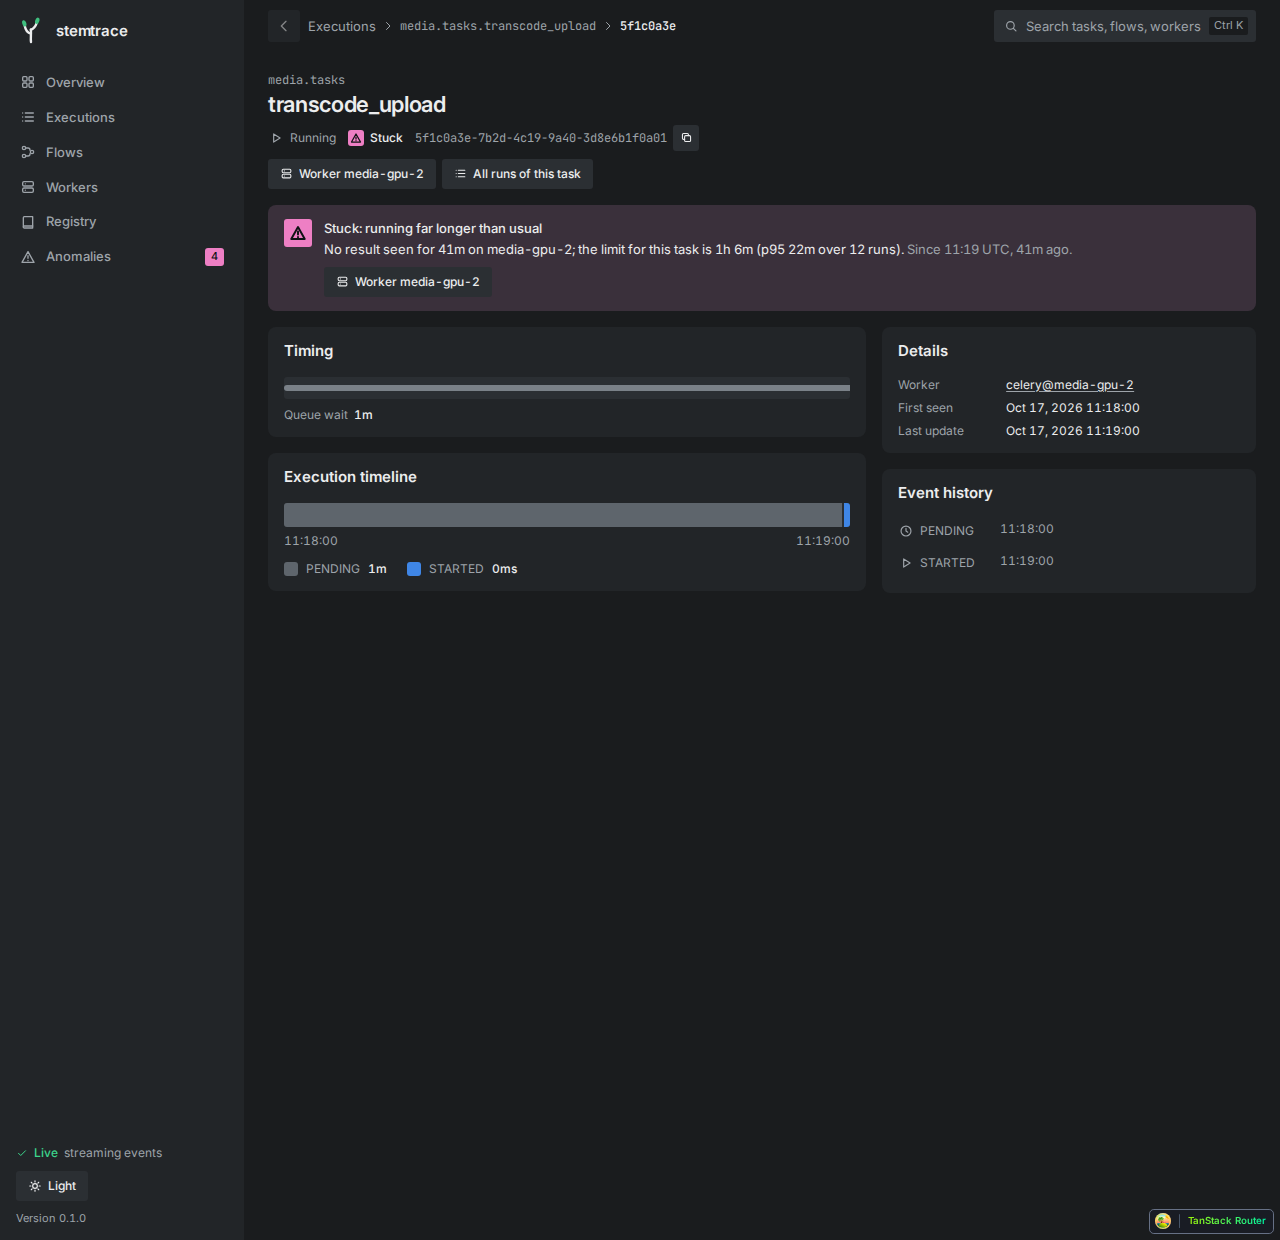 stemtrace
Overview
Executions
Flows
Workers
Registry
Anomalies 4
Live streaming events
Light
Version 0.1.0
Executions > media.tasks.transcode_upload > 5f1c0a3e
Search tasks, flows, workers Ctrl K
media.tasks
transcode_upload
Running Stuck 5f1c0a3e-7b2d-4c19-9a40-3d8e6b1f0a01
Worker media-gpu-2 All runs of this task
Stuck: running far longer than usual
No result seen for 41m on media-gpu-2; the limit for this task is 1h 6m (p95 22m over 12 runs). Since 11:19 UTC, 41m ago.
Worker media-gpu-2
Timing
Queue wait 1m
Execution timeline
11:18:00 11:19:00
PENDING 1m STARTED 0ms
Details
Worker celery@media-gpu-2
First seen Oct 17, 2026 11:18:00
Last update Oct 17, 2026 11:19:00
Event history
PENDING 11:18:00
STARTED 11:19:00
TanStack Router